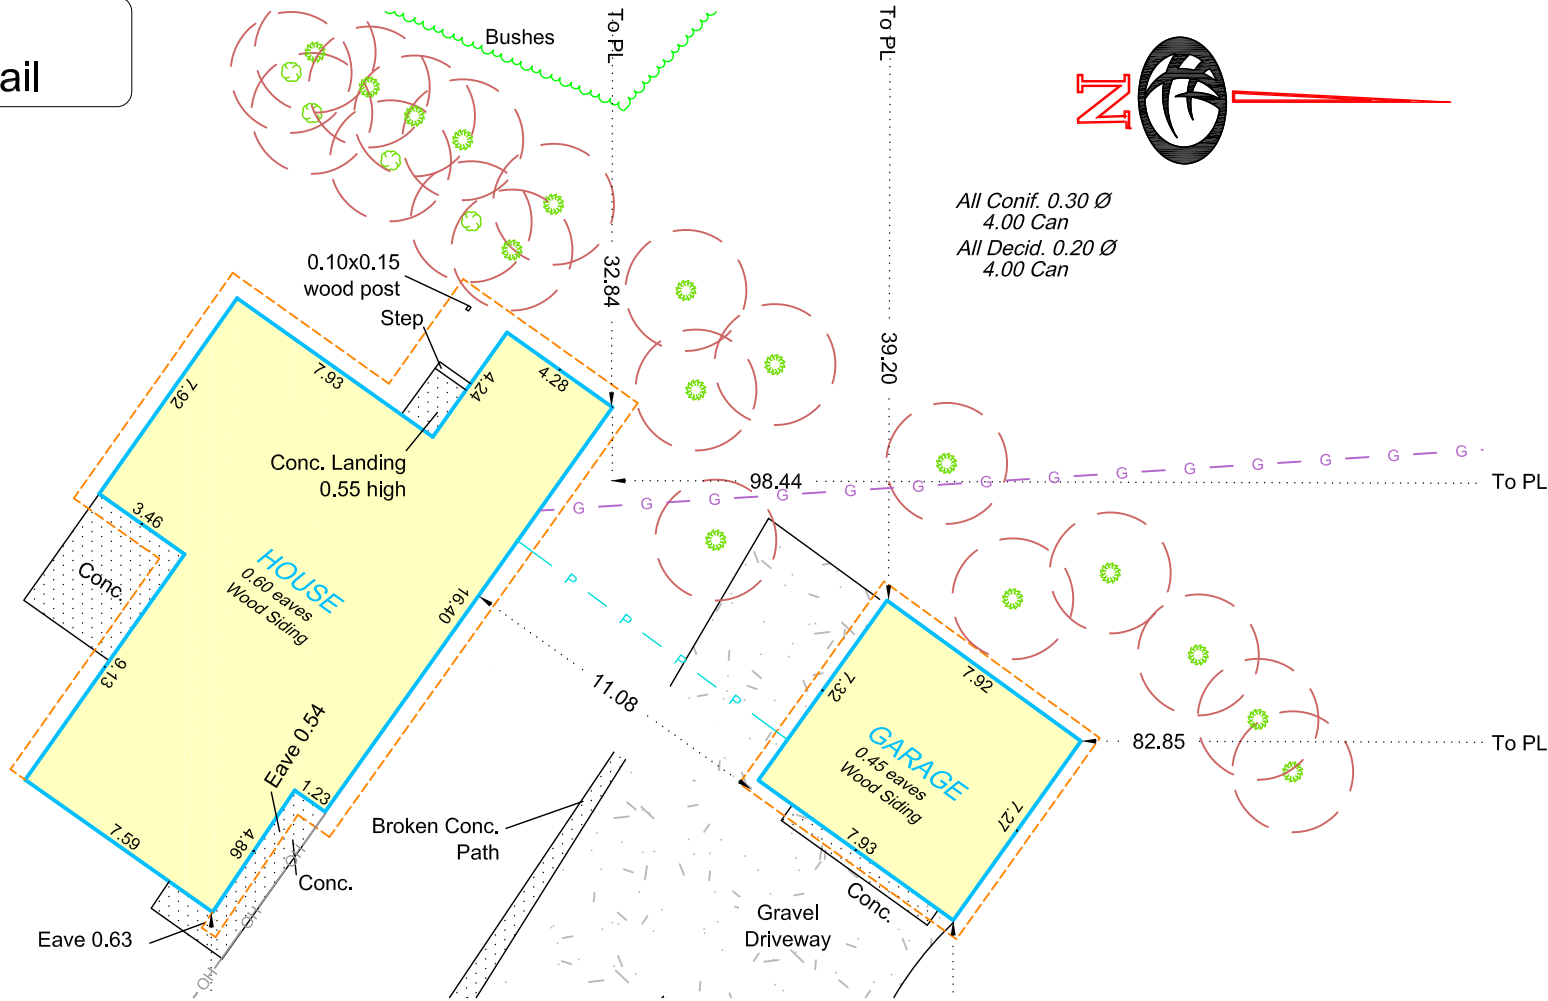 ail
Bushes
To PL
To PL
N
All Conif. 0.30 Ø
4.00 Can
All Decid. 0.20 Ø
4.00 Can
0.10x0.15
wood post
Step
32.84
39.20
7.92
7.93
4.24
4.28
Conc. Landing
0.55 high
98.44
G G G G G G G G G G G G G G
To PL
3.46
Conc.
HOUSE
0.60 eaves
Wood Siding
16.40
P P P P
9.13
11.08
7.32
7.92
GARAGE
0.45 eaves
Wood Siding
82.85
To PL
7.27
7.93
Conc.
Eave 0.54
1.23
4.86
7.59
Conc.
OH
OH
OH
Eave 0.63
Broken Conc.
Path
Gravel
Driveway